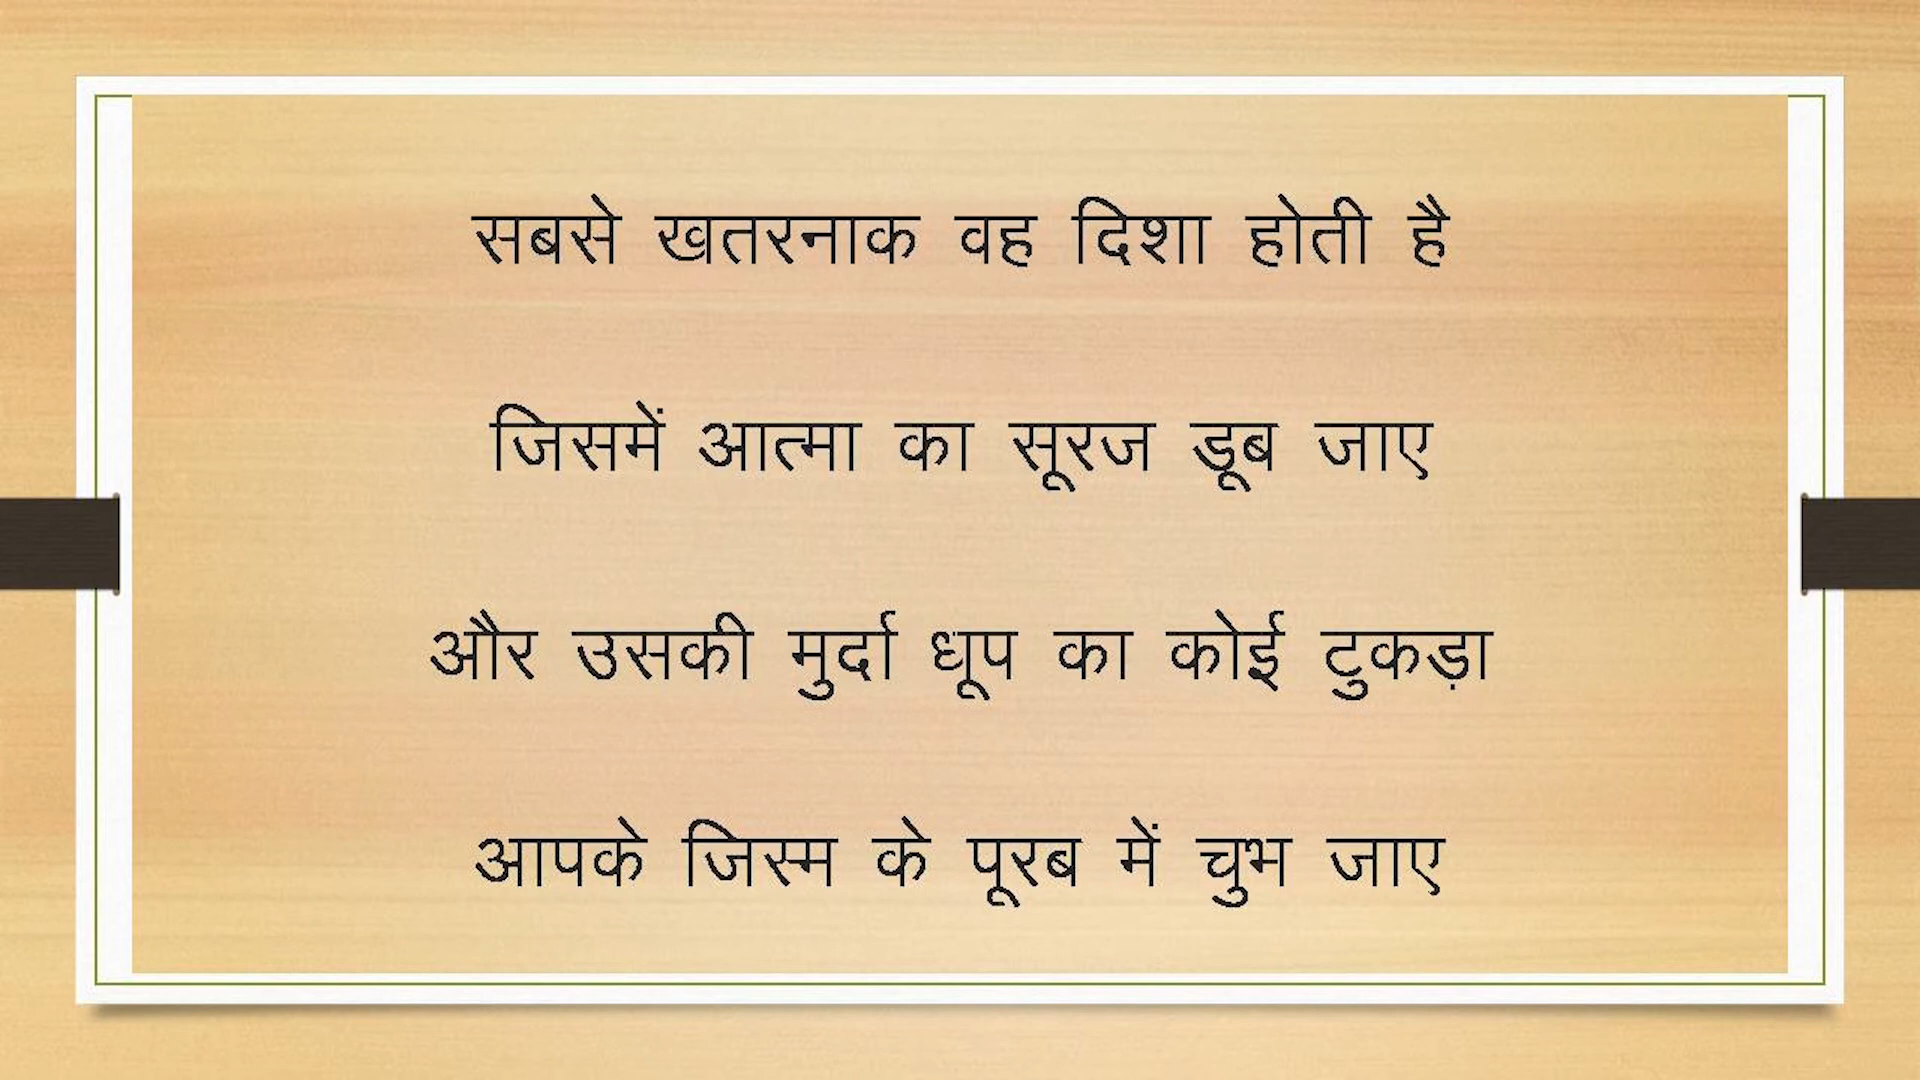 सबसे खतरनाक वह दिशा होती है
जिसमें आत्मा का सूरज डूब जाए
और उसकी मुर्दा धूप का कोई टुकड़ा
आपके जिस्म के पूरब में चुभ जाए